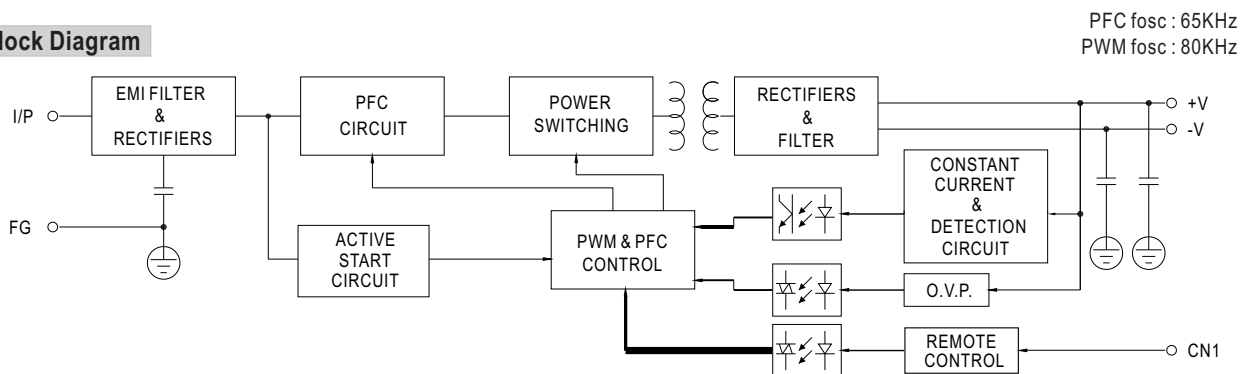 PFC fosc : 65KHz
PWM fosc : 80KHz
lock Diagram
I/P
EMI FILTER
&
RECTIFIERS
PFC
CIRCUIT
POWER
SWITCHING
RECTIFIERS
&
FILTER
+V
-V
FG
ACTIVE
START
CIRCUIT
PWM & PFC
CONTROL
CONSTANT
CURRENT
&
DETECTION
CIRCUIT
O.V.P.
REMOTE
CONTROL
CN1